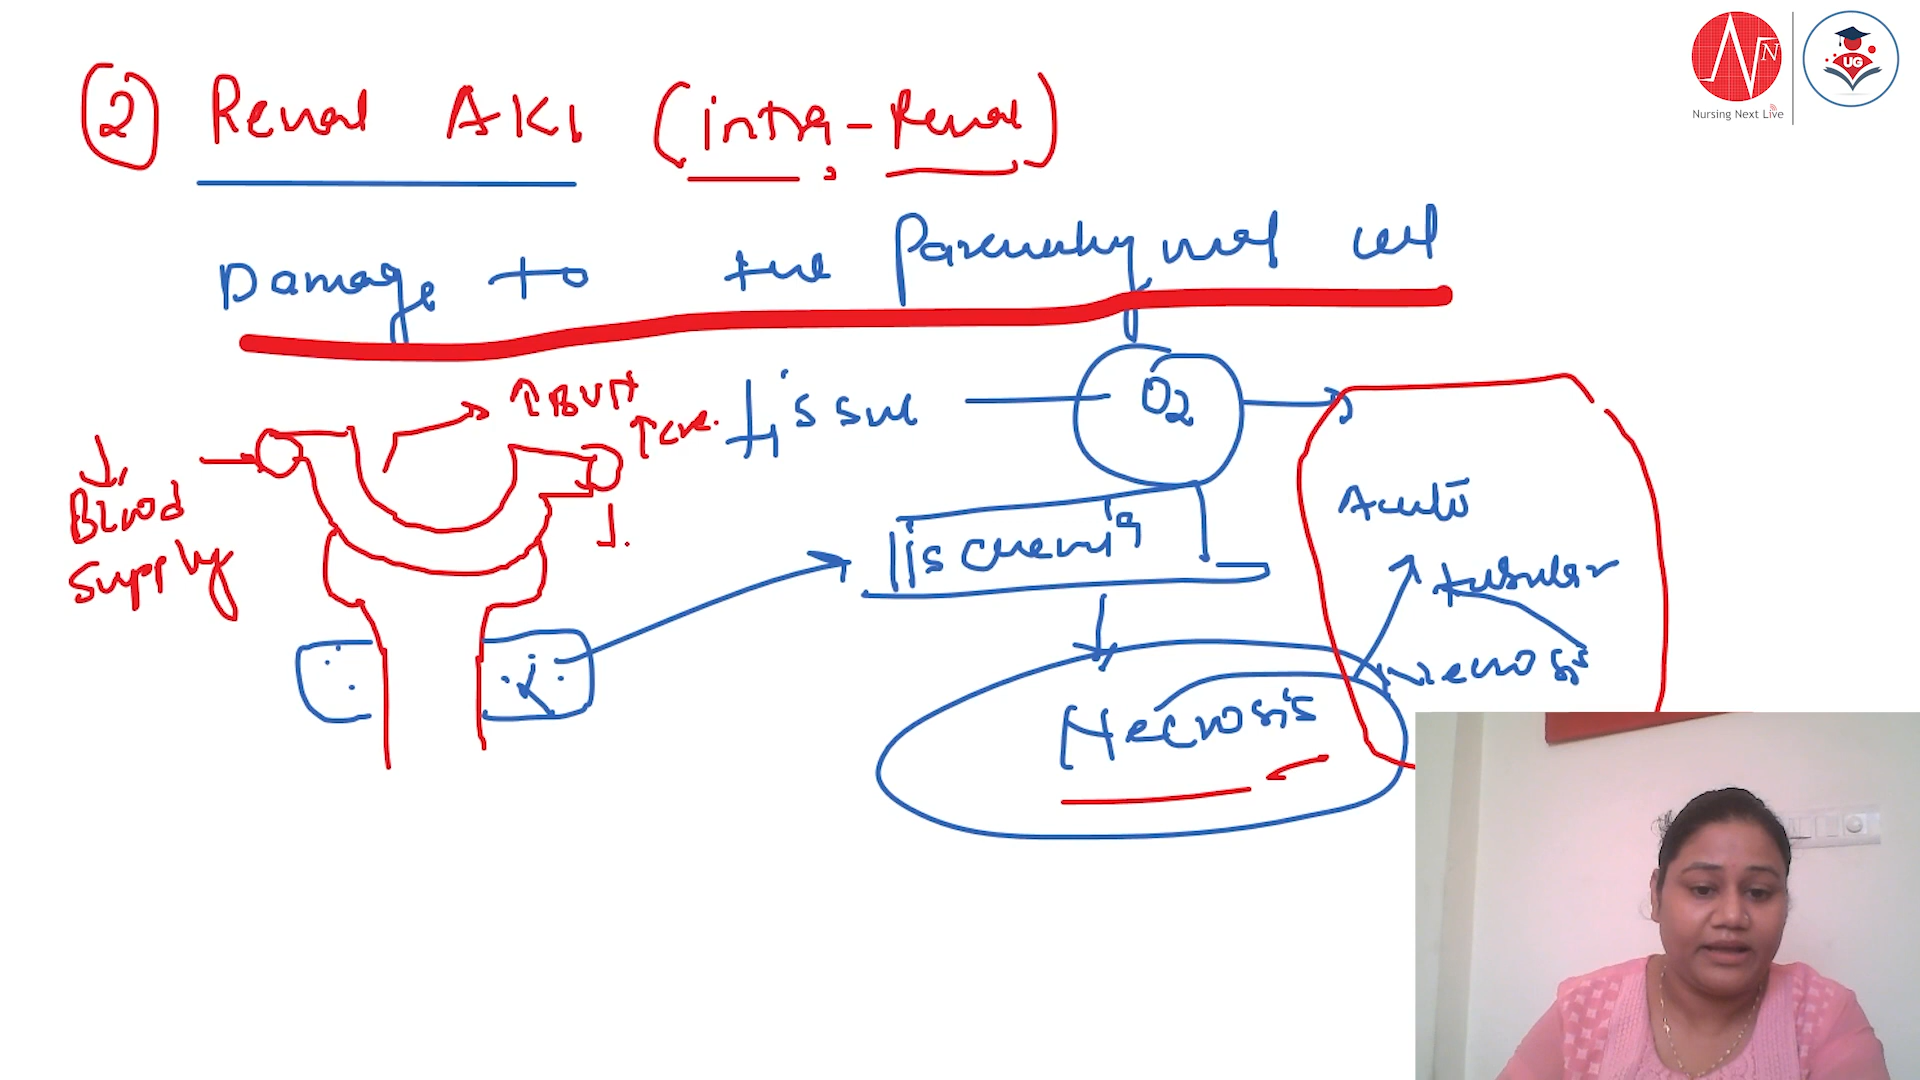 Nursing Next Live
UG
N
② Renal AKI (intra-Renal)
Damage to the Parenchymal cell
tissue O2
↑BUN
↑cre.
↓ Blood
supply
↓.
Ischemia
Acute
tubular
Necrosis
Necrosis